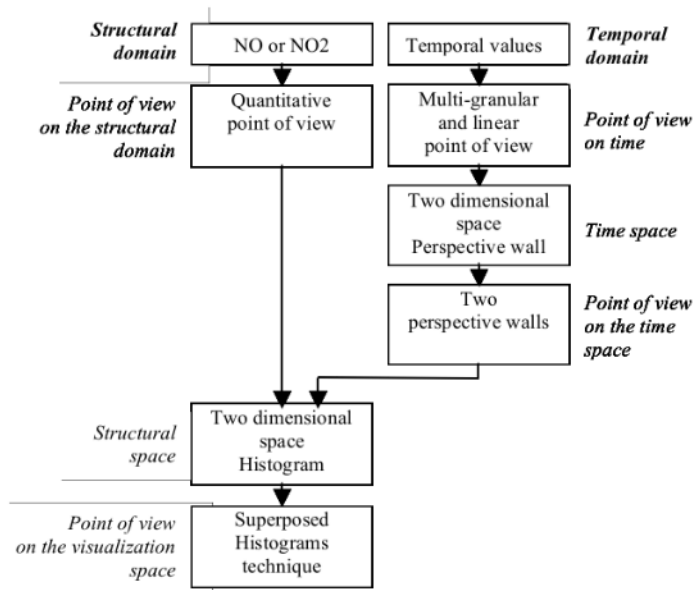 Structural
domain
NO or NO2
Temporal values
Temporal
domain
Point of view
on the structural
domain
Quantitative
point of view
Multi-granular
and linear
point of view
Point of view
on time
Two dimensional
space
Perspective wall
Time space
Two
perspective walls
Point of view
on the time
space
Structural
space
Two dimensional
space
Histogram
Point of view
on the visualization
space
Superposed
Histograms
technique